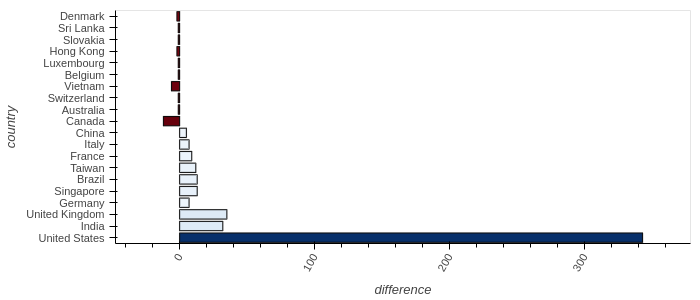 Denmark
Sri Lanka
Slovakia
Hong Kong
Luxembourg
Belgium
Vietnam
Switzerland
Australia
Canada
China
Italy
France
Taiwan
Brazil
Singapore
Germany
United Kingdom
India
United States
country
0
100
200
300
difference